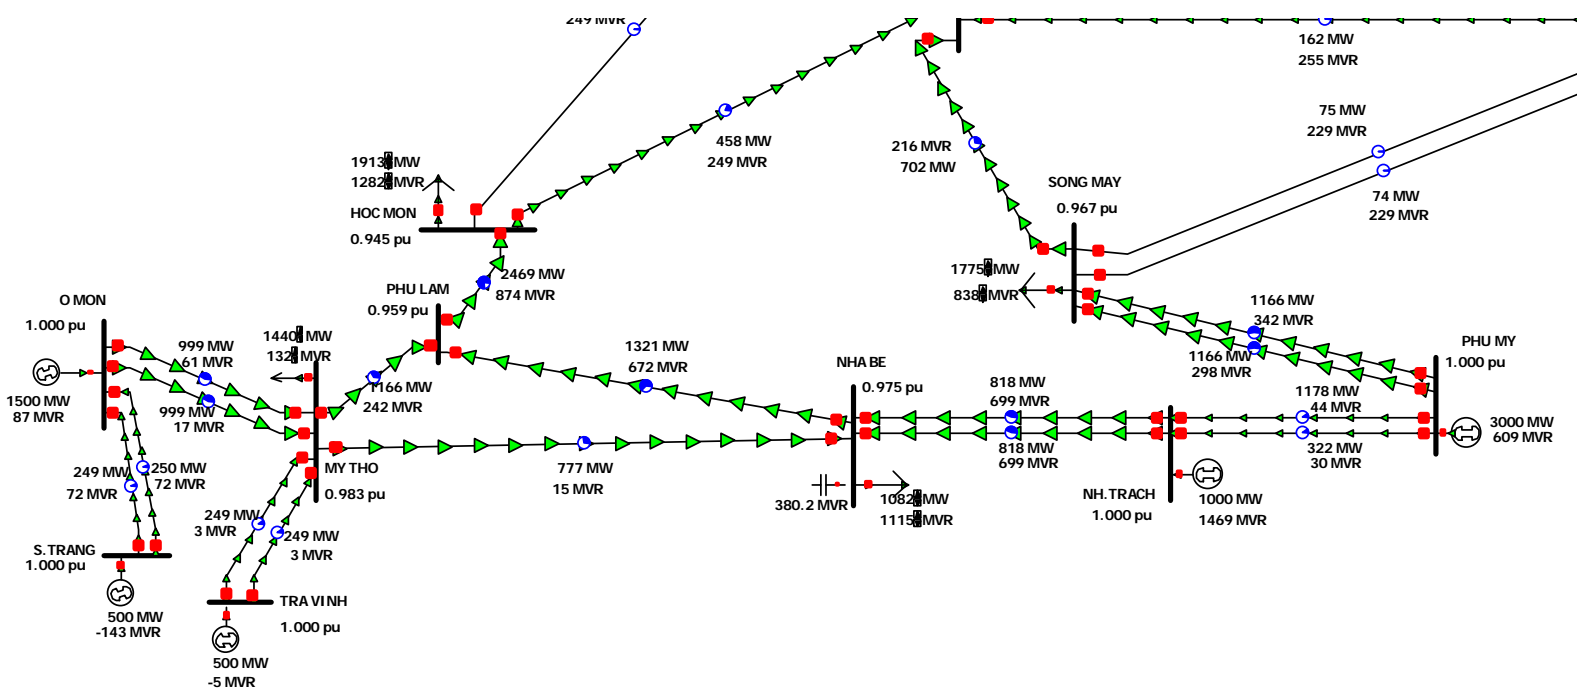 249 MVR
162 MW
255 MVR
75 MW
229 MVR
458 MW
249 MVR
216 MVR
702 MW
1913 MW
1282 MVR
SONG MAY
0.967 pu
74 MW
229 MVR
HOC MON
0.945 pu
1775 MW
838 MVR
2469 MW
874 MVR
PHU LAM
0.959 pu
O MON
1.000 pu
1166 MW
342 MVR
1440 MW
132 MVR
999 MW
61 MVR
PHU MY
1.000 pu
1321 MW
672 MVR
NHA BE
0.975 pu
1166 MW
298 MVR
1166 MW
242 MVR
818 MW
699 MVR
1178 MW
44 MVR
1500 MW
87 MVR
999 MW
17 MVR
3000 MW
609 MVR
777 MW
15 MVR
818 MW
699 MVR
322 MW
30 MVR
249 MW
72 MVR
250 MW
72 MVR
MY THO
0.983 pu
380.2 MVR
1082 MW
1115 MVR
NH.TRACH
1.000 pu
1000 MW
1469 MVR
249 MW
3 MVR
249 MW
3 MVR
S.TRANG
1.000 pu
TRA VINH
1.000 pu
500 MW
-143 MVR
500 MW
-5 MVR